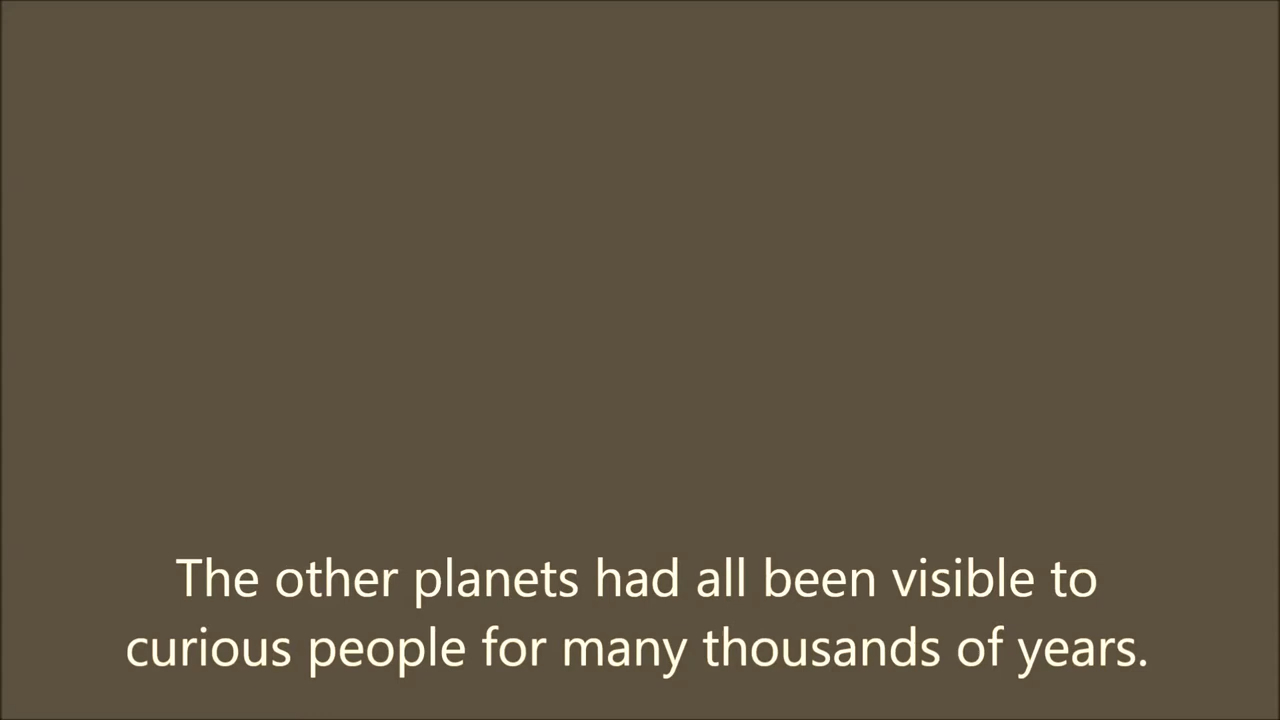 The other planets had all been visible to
curious people for many thousands of years.